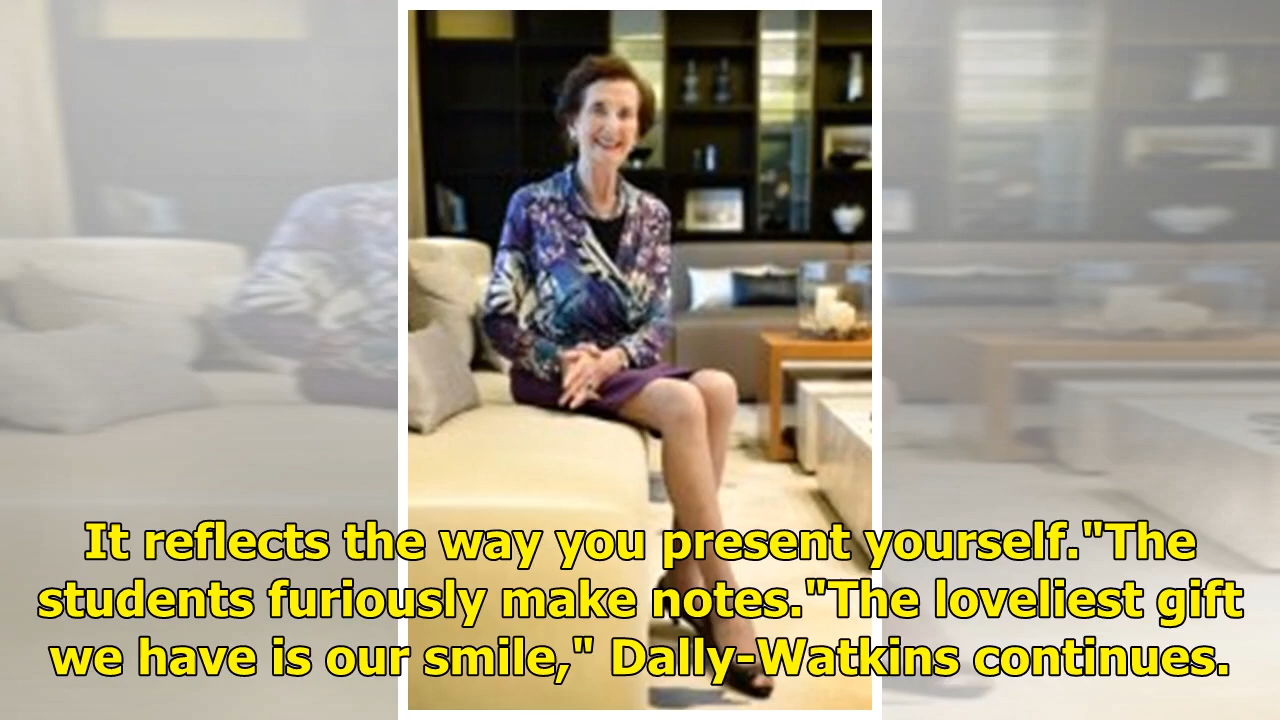 It reflects the way you present yourself."The
students furiously make notes."The loveliest gift
we have is our smile," Dally-Watkins continues.